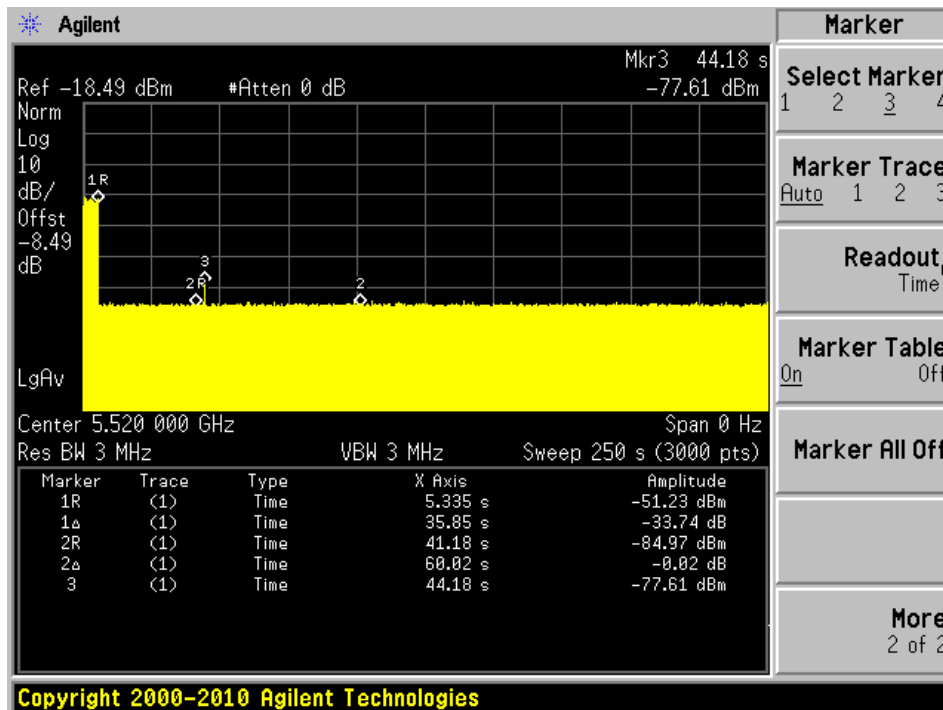 Agilent
Marker
Mkr3 44.18 s
Ref −18.49 dBm #Atten 0 dB −77.61 dBm
Norm
Log
10
dB/
Offst
−8.49
dB
LgAv
1R
3
2R
2
Center 5.520 000 GHz Span 0 Hz
Res BW 3 MHz VBW 3 MHz Sweep 250 s (3000 pts)
Marker Trace Type X Axis Amplitude
1R (1) Time 5.335 s −51.23 dBm
1Δ (1) Time 35.85 s −33.74 dB
2R (1) Time 41.18 s −84.97 dBm
2Δ (1) Time 60.02 s −0.02 dB
3 (1) Time 44.18 s −77.61 dBm
Select Marker
1 2 3 4
Marker Trace
Auto 1 2 3
Readout,
Time
Marker Table
On Off
Marker All Off
More
2 of 2
Copyright 2000–2010 Agilent Technologies